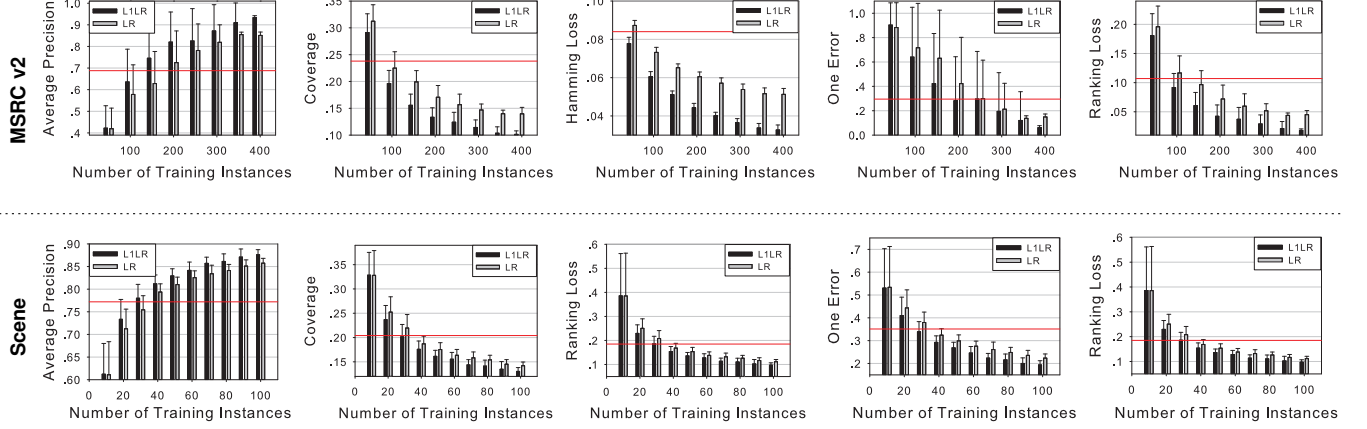 MSRC v2
Average Precision
1.0
.9
.8
.7
.6
.5
.4
L1LR
LR
100 200 300 400
Number of Training Instances
Coverage
.35
.30
.25
.20
.15
.10
L1LR
LR
100 200 300 400
Number of Training Instances
Hamming Loss
.08
.06
.04
L1LR
LR
100 200 300 400
Number of Training Instances
One Error
1.0
.8
.6
.4
.2
0.0
L1LR
LR
100 200 300 400
Number of Training Instances
Ranking Loss
.20
.15
.10
.05
L1LR
LR
100 200 300 400
Number of Training Instances
Scene
Average Precision
.90
.85
.80
.75
.70
.65
.60
L1LR
LR
0 20 40 60 80 100
Number of Training Instances
Coverage
.35
.30
.25
.20
.15
L1LR
LR
0 20 40 60 80 100
Number of Training Instances
Ranking Loss
.6
.5
.4
.3
.2
.1
L1LR
LR
0 20 40 60 80 100
Number of Training Instances
One Error
.7
.6
.5
.4
.3
.2
L1LR
LR
0 20 40 60 80 100
Number of Training Instances
Ranking Loss
.6
.5
.4
.3
.2
.1
L1LR
LR
0 20 40 60 80 100
Number of Training Instances